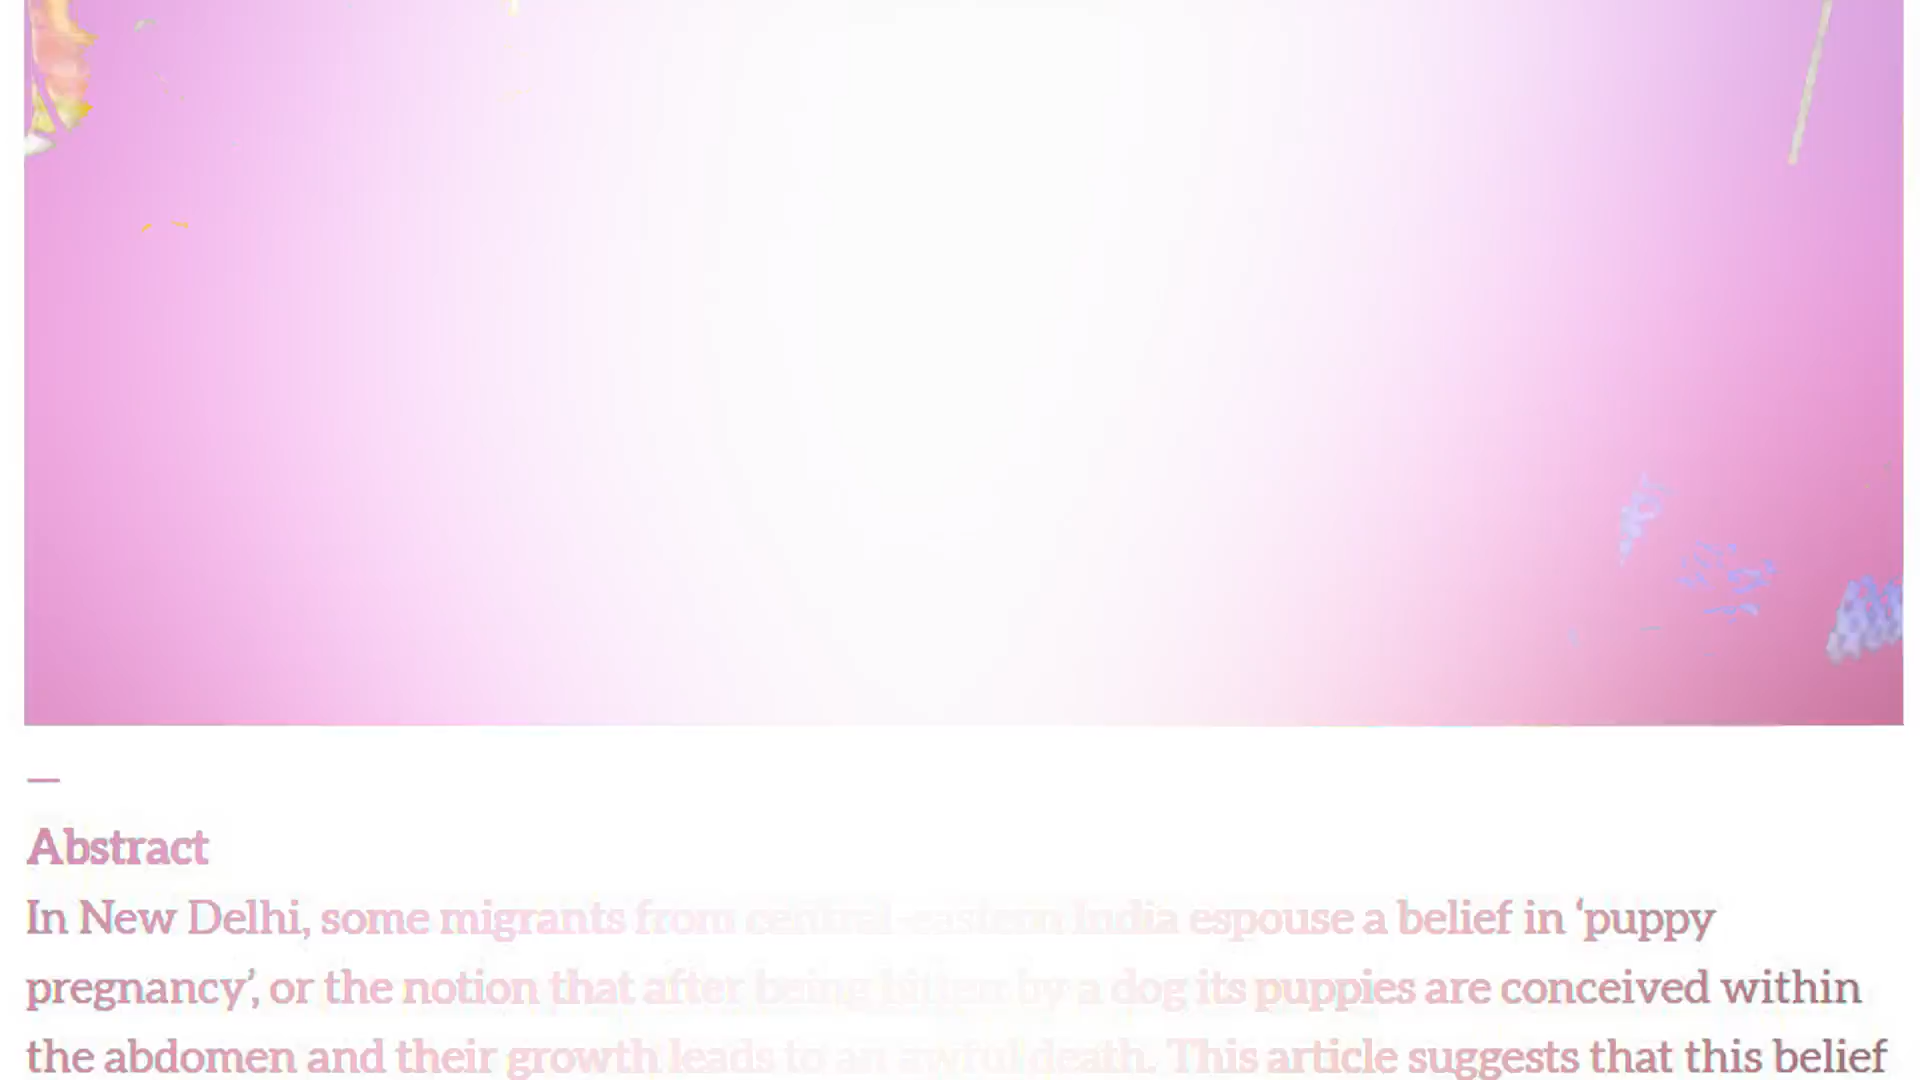 —
Abstract
In New Delhi, some migrants from central-eastern India espouse a belief in ‘puppy
pregnancy’, or the notion that after being bitten by a dog its puppies are conceived within
the abdomen and their growth leads to an awful death. This article suggests that this belief